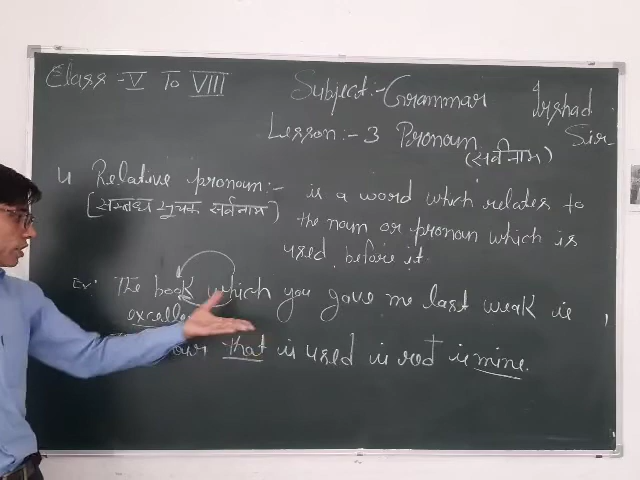 Class - V To VIII
Subject:- Grammar
Irshad Sir-
Lesson:- 3 Pronoun
(सर्वनाम)
4 Relative pronoun:- is a word which relates to
[सम्बन्ध सूचक सर्वनाम] the noun or pronoun which is
used before it.
Ex: The book which you gave me last weak is
that is used in is mine.